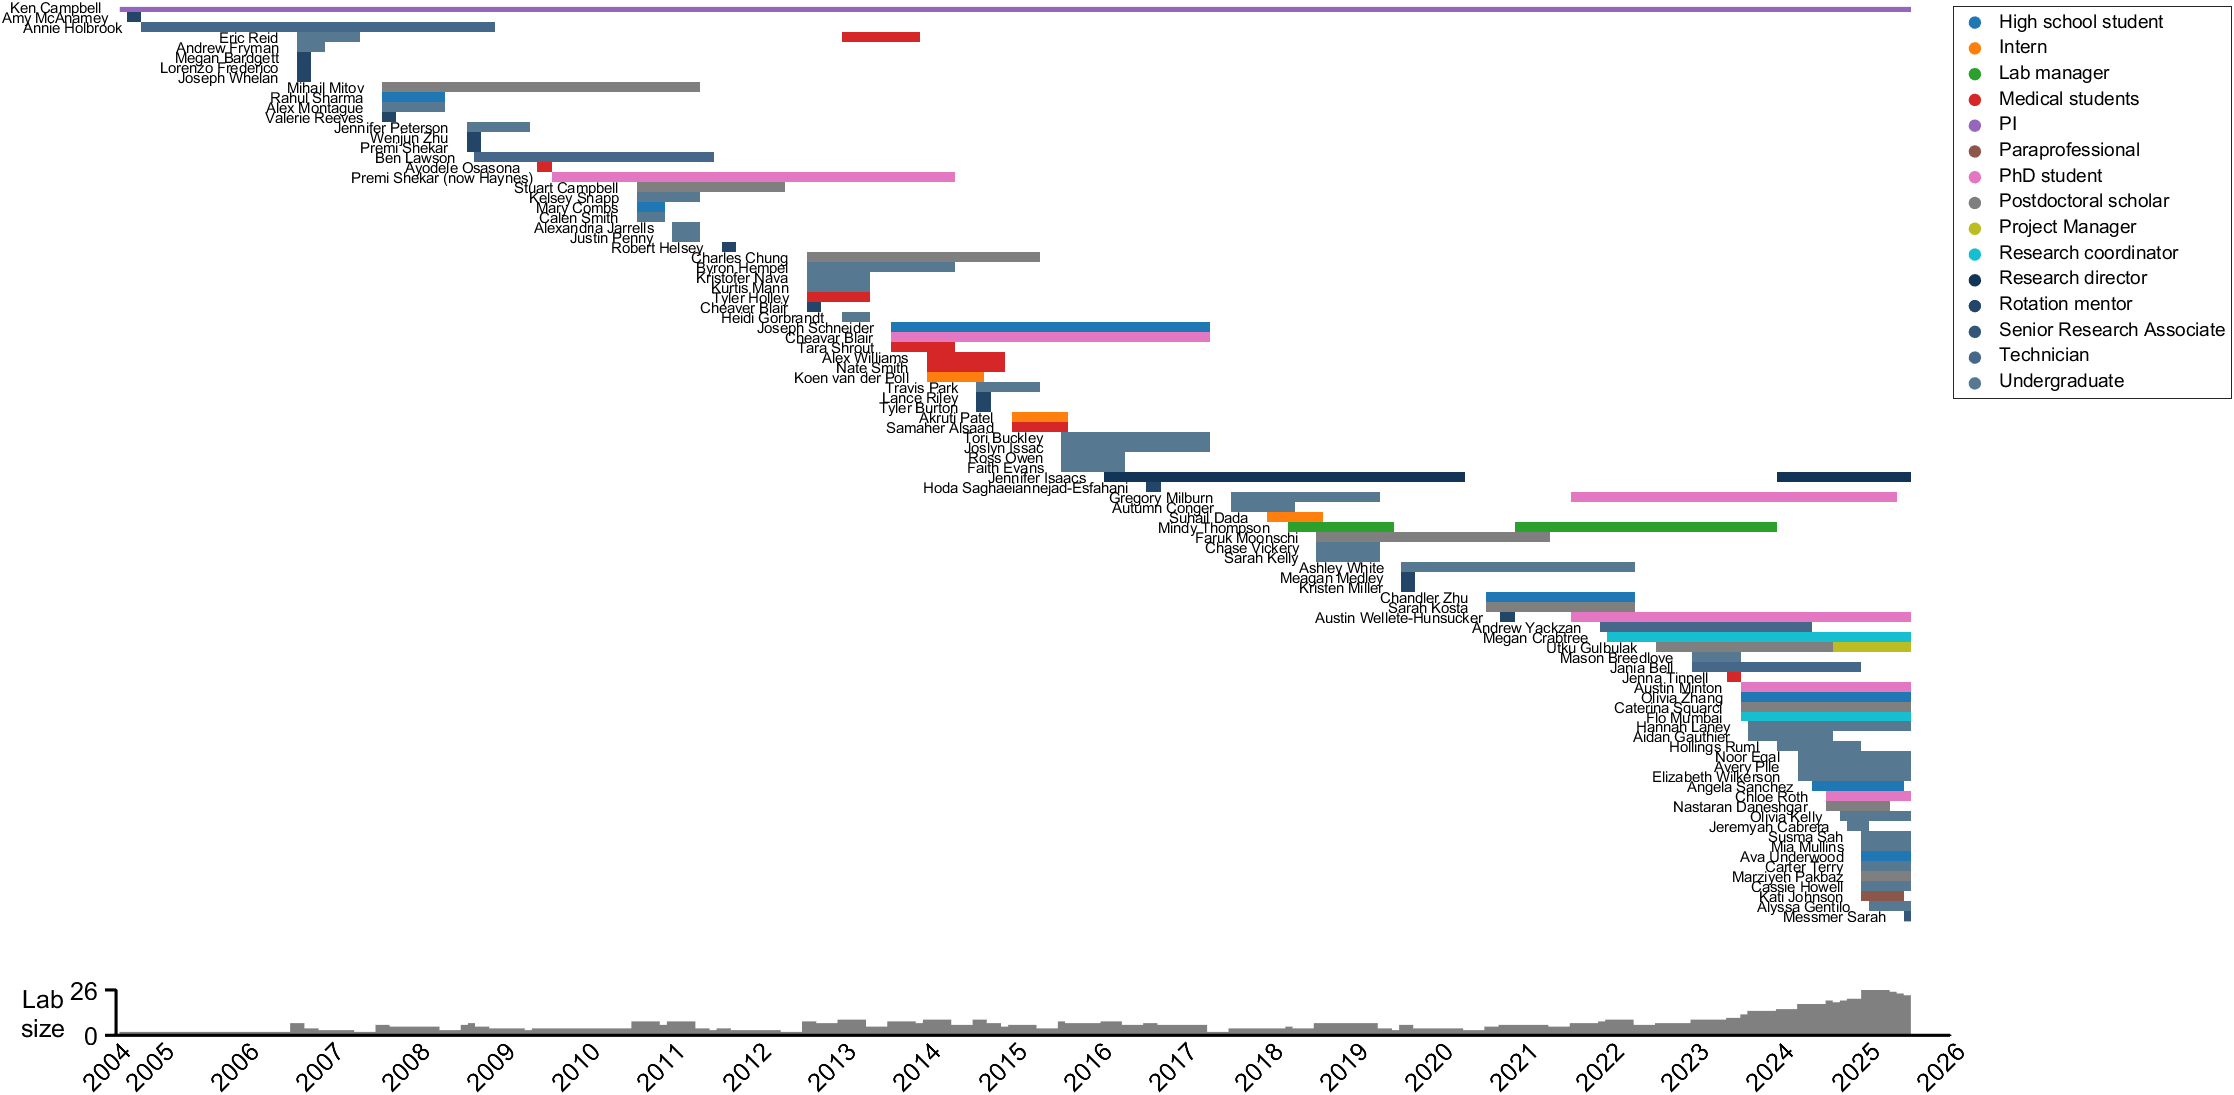 Ken Campbell
Amy McAnamey
Annie Holbrook
Eric Reid
Andrew Fryman
Megan Bardgett
Lorenzo Frederico
Joseph Whelan
Mihail Mitov
Rahul Sharma
Alex Montague
Valerie Reeves
Jennifer Peterson
Wenjun Zhu
Premi Shekar
Ben Lawson
Ayodele Osasona
Premi Shekar (now Haynes)
Stuart Campbell
Kelsey Snapp
Mary Combs
Calen Smith
Alexandria Jarrells
Justin Penny
Robert Helsey
Charles Chung
Byron Hempel
Kristofer Nava
Kurtis Mann
Tyler Holley
Cheaver Blair
Heidi Gorbrandt
Joseph Schneider
Cheavar Blair
Tara Shrout
Alex Williams
Nate Smith
Koen van der Poll
Travis Park
Lance Riley
Tyler Burton
Akruti Patel
Samaher Alsaad
Tori Buckley
Joslyn Issac
Ross Owen
Faith Evans
Jennifer Isaacs
Hoda Saghaeiannejad-Esfahani
Gregory Milburn
Autumn Conger
Suhail Dada
Mindy Thompson
Faruk Moonschi
Chase Vickery
Sarah Kelly
Ashley White
Meagan Medley
Kristen Miller
Chandler Zhu
Sarah Kosta
Austin Wellete-Hunsucker
Andrew Yackzan
Megan Crabtree
Utku Gulbulak
Mason Breedlove
Jania Bell
Jenna Tinnell
Austin Minton
Olivia Zhang
Caterina Squarci
Flo Mumbai
Hannah Laney
Aidan Gauthier
Hollings Ruml
Noor Eqal
Avery Pile
Elizabeth Wilkerson
Angela Sanchez
Chloe Roth
Nastaran Daneshgar
Olivia Kelly
Jeremyah Cabrera
Susma Sah
Mia Mullins
Ava Underwood
Carter Terry
Marziyeh Pakbaz
Cassie Howell
Kati Johnson
Alyssa Gentilo
Messmer Sarah
High school student
Intern
Lab manager
Medical students
PI
Paraprofessional
PhD student
Postdoctoral scholar
Project Manager
Research coordinator
Research director
Rotation mentor
Senior Research Associate
Technician
Undergraduate
Lab
size
26
0
2004
2005
2006
2007
2008
2009
2010
2011
2012
2013
2014
2015
2016
2017
2018
2019
2020
2021
2022
2023
2024
2025
2026